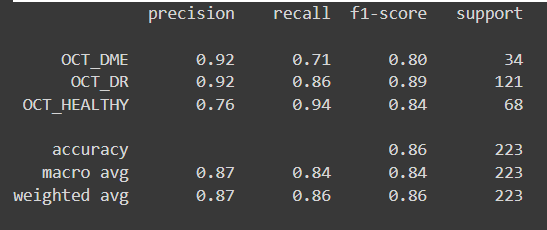 precision recall f1-score support
OCT_DME 0.92 0.71 0.80 34
OCT_DR 0.92 0.86 0.89 121
OCT_HEALTHY 0.76 0.94 0.84 68
accuracy 0.86 223
macro avg 0.87 0.84 0.84 223
weighted avg 0.87 0.86 0.86 223